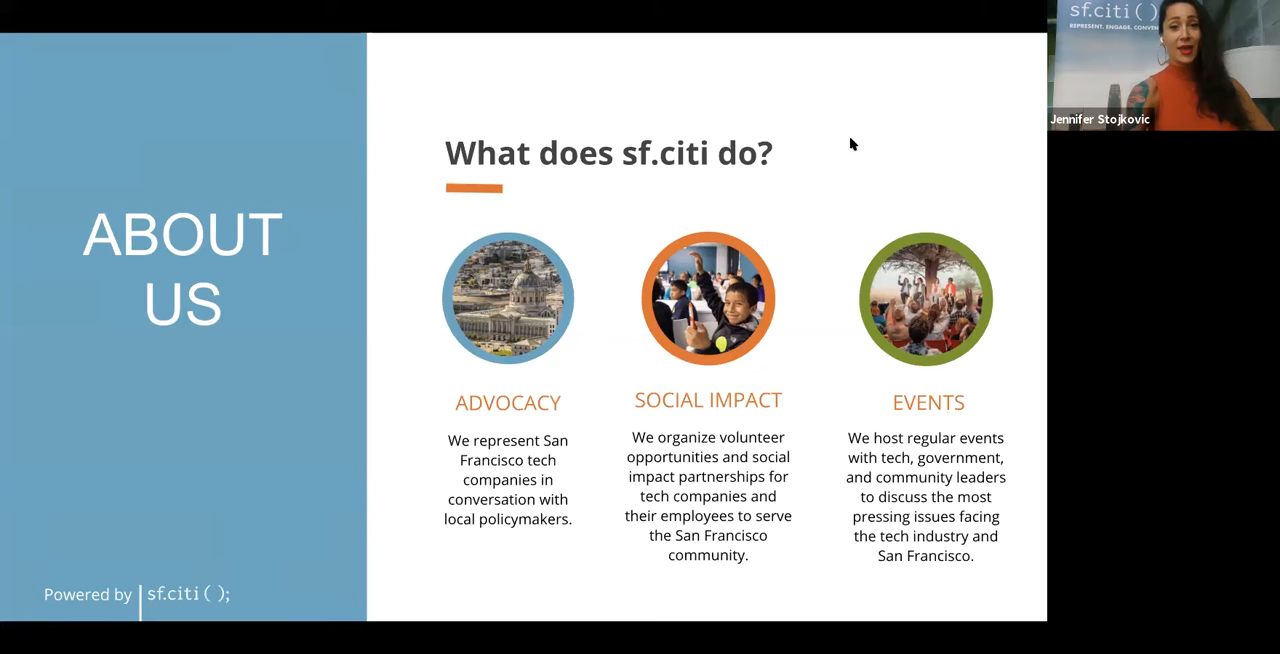 sf.citi( )
REPRESENT. ENGAGE. CONVEN
Jennifer Stojkovic
What does sf.citi do?
ABOUT
US
ADVOCACY
We represent San
Francisco tech
companies in
conversation with
local policymakers.
SOCIAL IMPACT
We organize volunteer
opportunities and social
impact partnerships for
tech companies and
their employees to serve
the San Francisco
community.
EVENTS
We host regular events
with tech, government,
and community leaders
to discuss the most
pressing issues facing
the tech industry and
San Francisco.
Powered by sf.citi( );